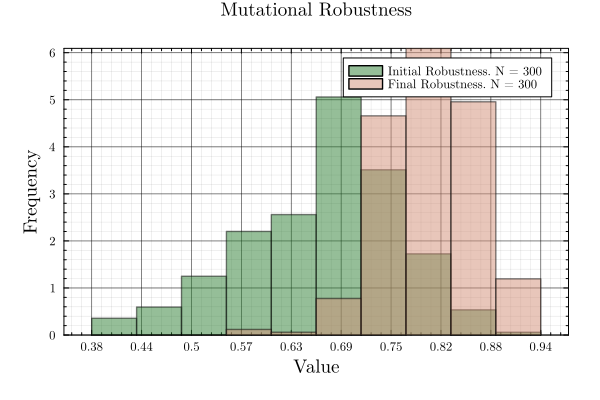 Mutational Robustness
Initial Robustness. N = 300
Final Robustness. N = 300
Frequency
6
5
4
3
2
1
0
0.38 0.44 0.5 0.57 0.63 0.69 0.75 0.82 0.88 0.94
Value